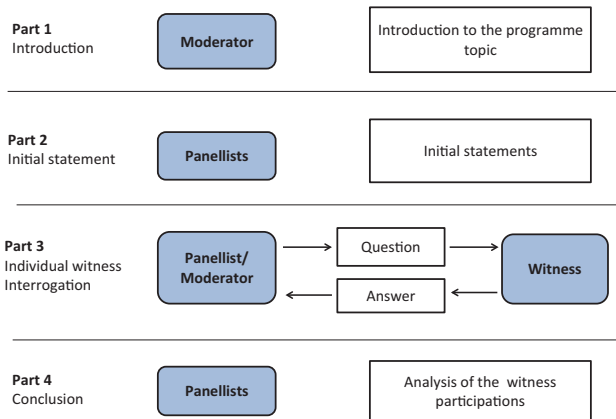 Part 1
Introduction
Moderator
Introduction to the programme
topic
Part 2
Initial statement
Panellists
Initial statements
Part 3
Individual witness
Interrogation
Panellist/
Moderator
Question
Answer
Witness
Part 4
Conclusion
Panellists
Analysis of the witness
participations